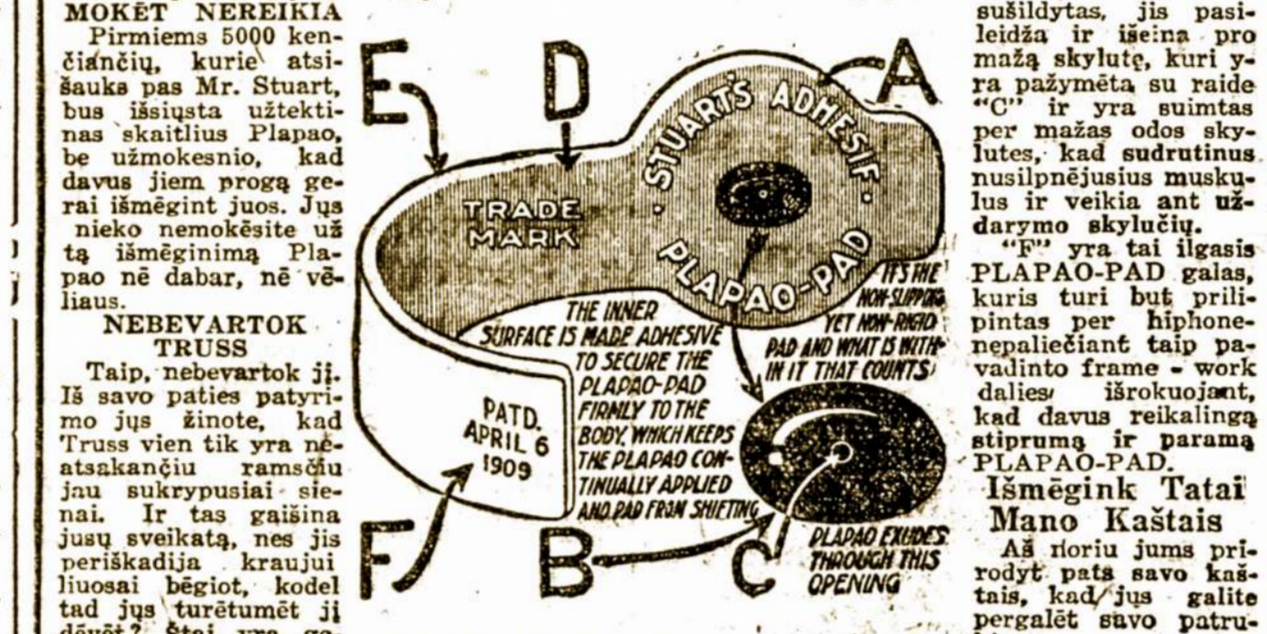 MOKĖT NEREIKIA
Pirmiems 5000 ken-
čiančių, kurie atsi-
šauks pas Mr. Stuart,
bus išsiųsta užtekti-
nas skaitlius Plapao,
be užmokesnio, kad
davus jiem progą ge-
rai išmėgint juos. Jųs
nieko nemokėsite už
tą išmėginimą Pla-
pao nė dabar, nė vė-
liaus.
NEBEVARTOK
TRUSS
Taip, nebevartok jį.
Iš savo paties patyri-
mo jųs žinote, kad
Truss vien tik yra ne-
atsakančiu ramsčiu
jau sukrypusiai sie-
nai. Ir tas gaišina
jusų sveikatą, nes jis
periškadija kraujui
liuosai bėgiot, kodel
tad jųs turėtumėt jį
dėvėt?
E
D
A
STUART'S ADHESIF
PLAPAO-PAD
TRADE
MARK
IT'S THE
NON-SLIPPING
YET NON-RIGID
PAD AND WHAT IS WITH-
IN IT THAT COUNTS
THE INNER
SURFACE IS MADE ADHESIVE
TO SECURE THE
PLAPAO-PAD
FIRMLY TO THE
BODY, WHICH KEEPS
THE PLAPAO CON-
TINUALLY APPLIED
AND PAD FROM SHIFTING
PATD.
APRIL 6
1909
F
B
C
PLAPAO EXUDES
THROUGH THIS
OPENING
sušildytas, jis pasi-
leidža ir išeina pro
mažą skylutę, kuri y-
ra pažymėta su raide
"C" ir yra suimtas
per mažas odos sky-
lutes, kad sudrutinus
nusilpnėjusius musku-
lus ir veikia ant už-
darymo skylučių.
"F" yra tai ilgasis
PLAPAO-PAD galas,
kuris turi but prili-
pintas per hiphone-
nepaliečiant taip pa-
vadinto frame - work
dalies išrokuojant,
kad davus reikalingą
stiprumą ir paramą
PLAPAO-PAD.
Išmėgink Tatai
Mano Kaštais
Aš noriu jums pri-
rodyt pats savo kaš-
tais, kad jųs galite
pergalėt savo patru-